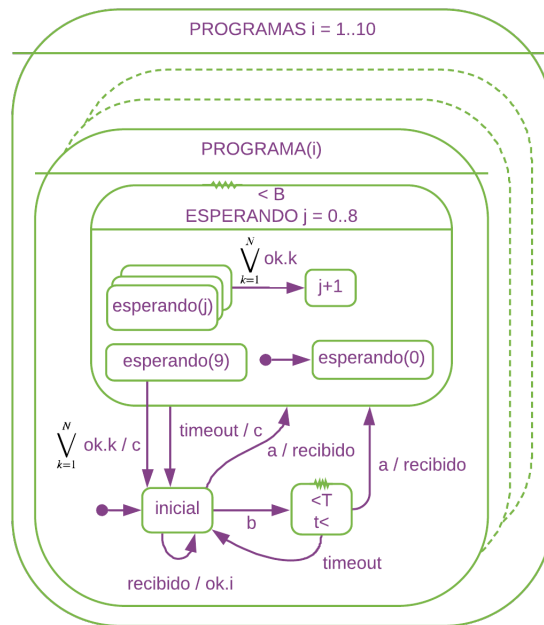 PROGRAMAS i = 1..10
PROGRAMA(i)
< B
ESPERANDO j = 0..8
N
⋁ ok.k
k=1
esperando(j)
j+1
esperando(9)
esperando(0)
N
⋁ ok.k / c
k=1
timeout / c
a / recibido
a / recibido
inicial
b
<T
t<
timeout
recibido / ok.i